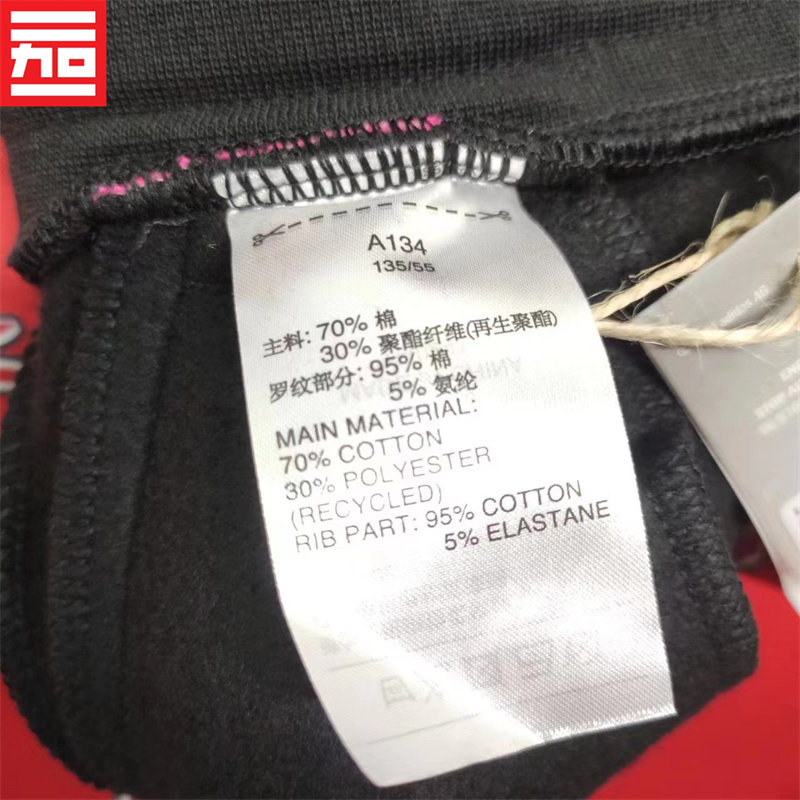 A134
135/55
主料: 70% 棉
30% 聚酯纤维(再生聚酯)
罗纹部分: 95% 棉
5% 氨纶
MAIN MATERIAL:
70% COTTON
30% POLYESTER
(RECYCLED)
RIB PART: 95% COTTON
5% ELASTANE